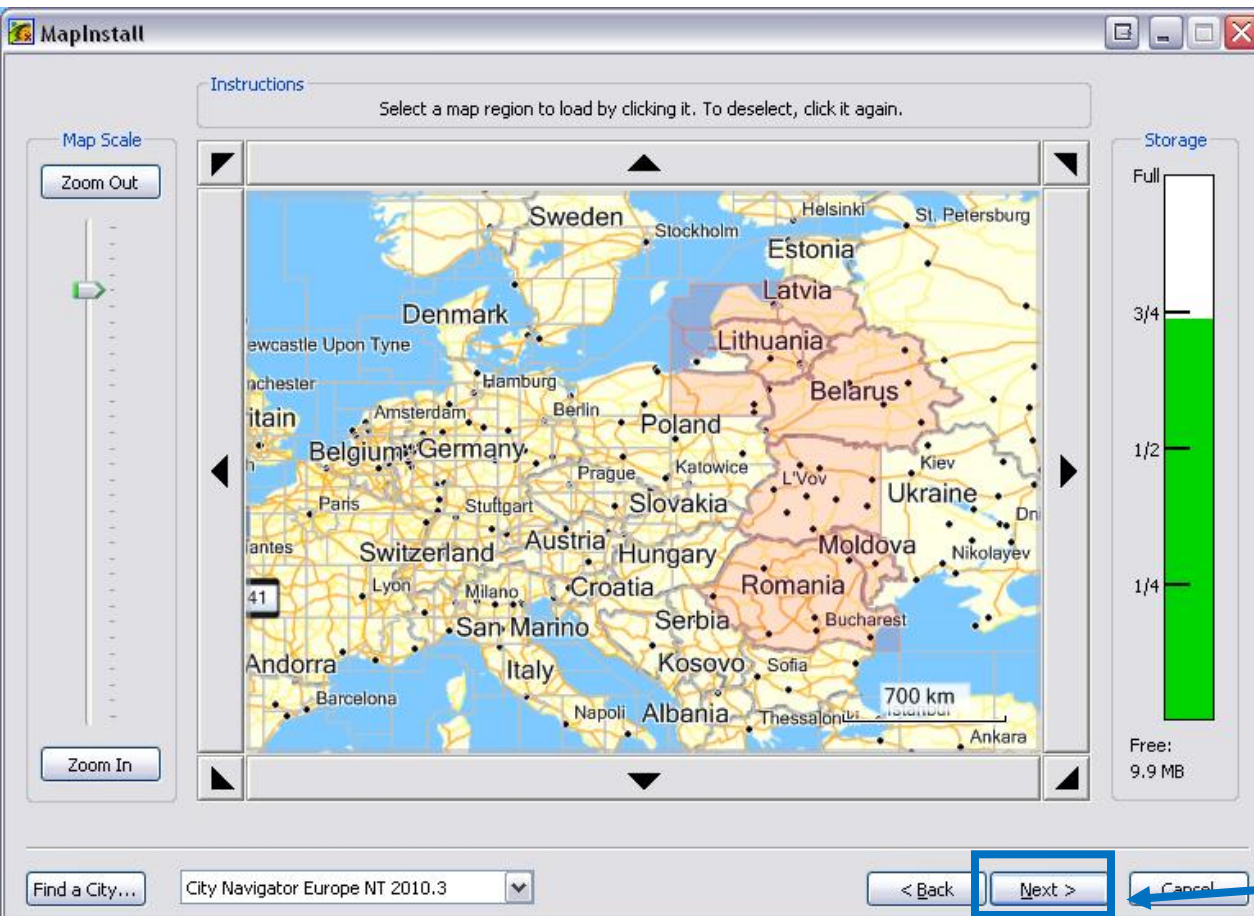 MapInstall
Instructions
Select a map region to load by clicking it. To deselect, click it again.
Map Scale
Zoom Out
Zoom In
Storage
Full
3/4
1/2
1/4
Free:
9.9 MB
Sweden
Helsinki
St. Petersburg
Stockholm
Estonia
Latvia
Denmark
ewcastle Upon Tyne
Lithuania
nchester
Hamburg
Belarus
itain
Amsterdam
Berlin
Poland
Belgium
Germany
Prague
Katowice
L'Vov
Kiev
Paris
Stuttgart
Slovakia
Ukraine
Dn
antes
Switzerland
Austria
Hungary
Moldova
Nikolayev
41
Lyon
Milano
Croatia
Romania
San Marino
Serbia
Bucharest
Andorra
Italy
Kosovo
Sofia
Barcelona
700 km
Napoli
Albania
Ankara
Find a City...
City Navigator Europe NT 2010.3
< Back
Next >
Cancel